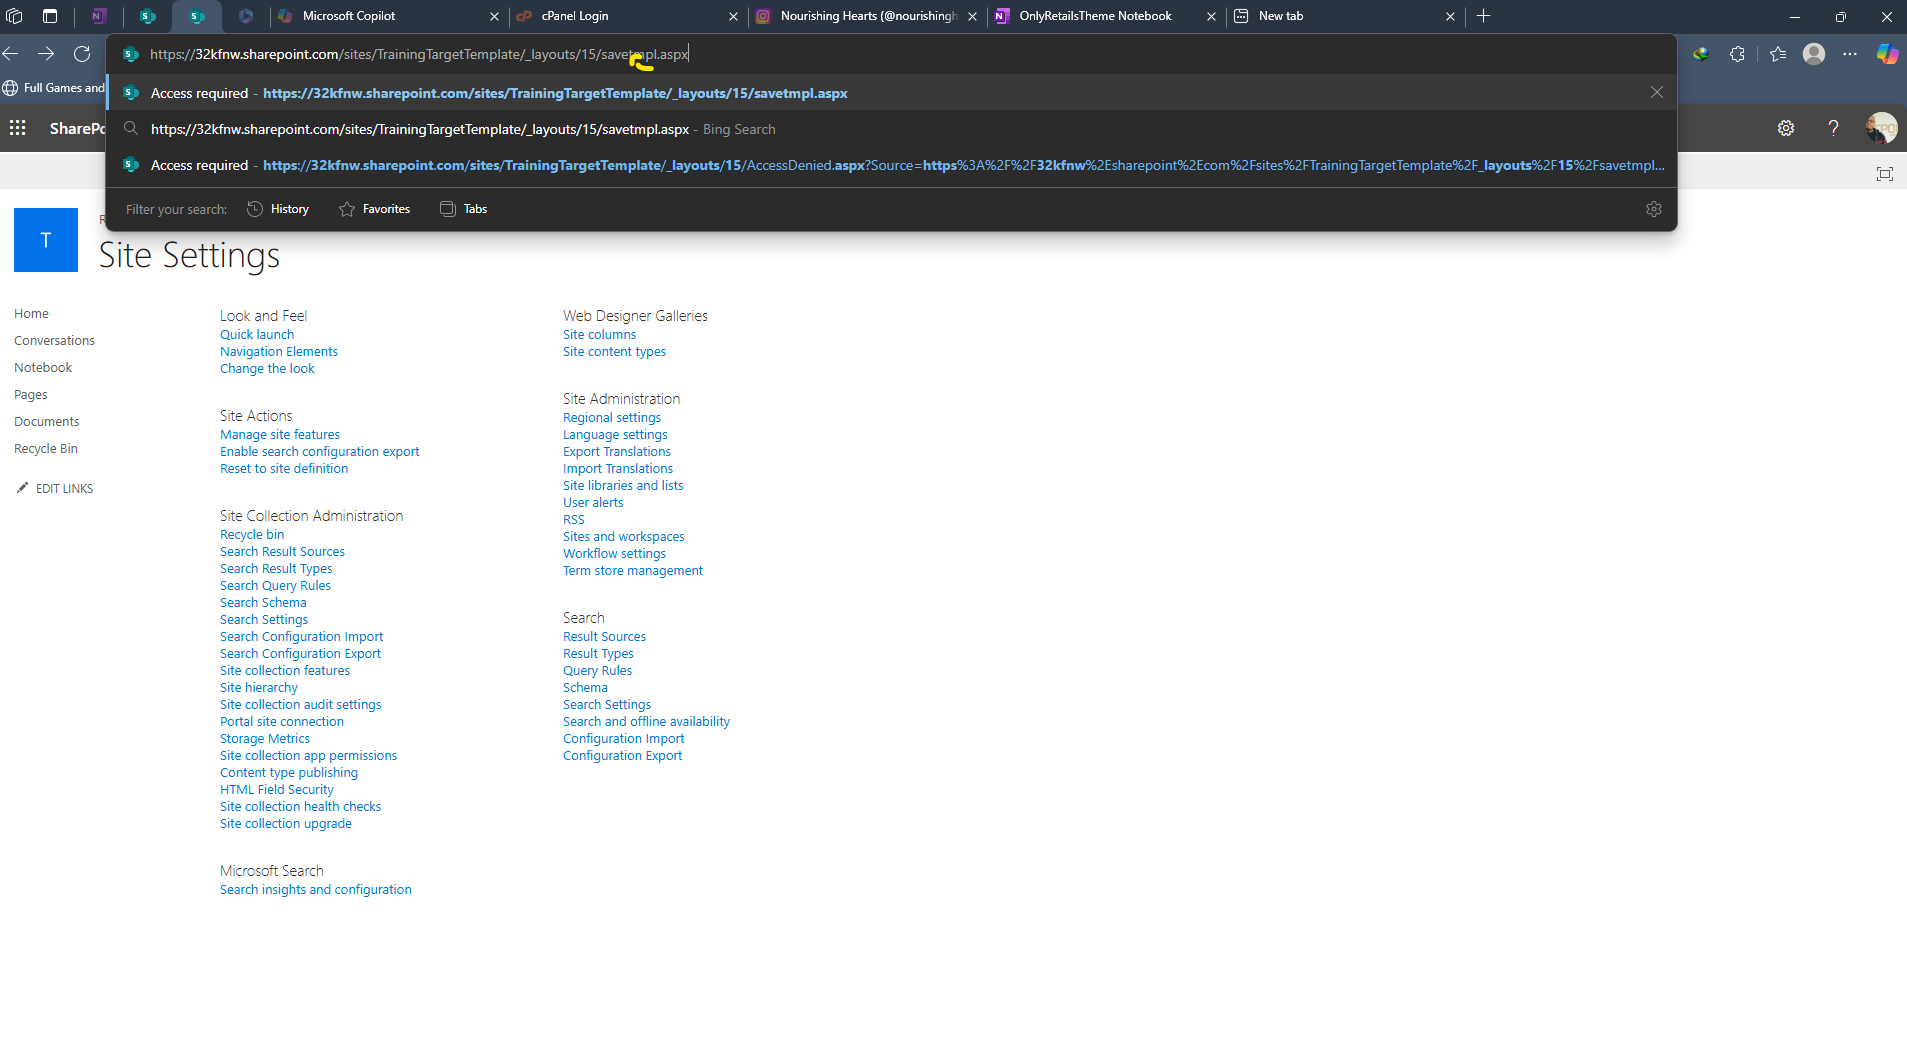 Microsoft Copilot
cPanel Login
Nourishing Hearts (@nourishingh
OnlyRetailsTheme Notebook
New tab
https://32kfnw.sharepoint.com/sites/TrainingTargetTemplate/_layouts/15/savetmpl.aspx
Full Games and
Access required - https://32kfnw.sharepoint.com/sites/TrainingTargetTemplate/_layouts/15/savetmpl.aspx
https://32kfnw.sharepoint.com/sites/TrainingTargetTemplate/_layouts/15/savetmpl.aspx - Bing Search
SharePo
Access required - https://32kfnw.sharepoint.com/sites/TrainingTargetTemplate/_layouts/15/AccessDenied.aspx?Source=https%3A%2F%2F32kfnw%2Esharepoint%2Ecom%2Fsites%2FTrainingTargetTemplate%2F_layouts%2F15%2Fsavetmpl...
Filter your search: History Favorites Tabs
T
R
Site Settings
Home
Conversations
Notebook
Pages
Documents
Recycle Bin
EDIT LINKS
Look and Feel
Quick launch
Navigation Elements
Change the look
Site Actions
Manage site features
Enable search configuration export
Reset to site definition
Site Collection Administration
Recycle bin
Search Result Sources
Search Result Types
Search Query Rules
Search Schema
Search Settings
Search Configuration Import
Search Configuration Export
Site collection features
Site hierarchy
Site collection audit settings
Portal site connection
Storage Metrics
Site collection app permissions
Content type publishing
HTML Field Security
Site collection health checks
Site collection upgrade
Microsoft Search
Search insights and configuration
Web Designer Galleries
Site columns
Site content types
Site Administration
Regional settings
Language settings
Export Translations
Import Translations
Site libraries and lists
User alerts
RSS
Sites and workspaces
Workflow settings
Term store management
Search
Result Sources
Result Types
Query Rules
Schema
Search Settings
Search and offline availability
Configuration Import
Configuration Export